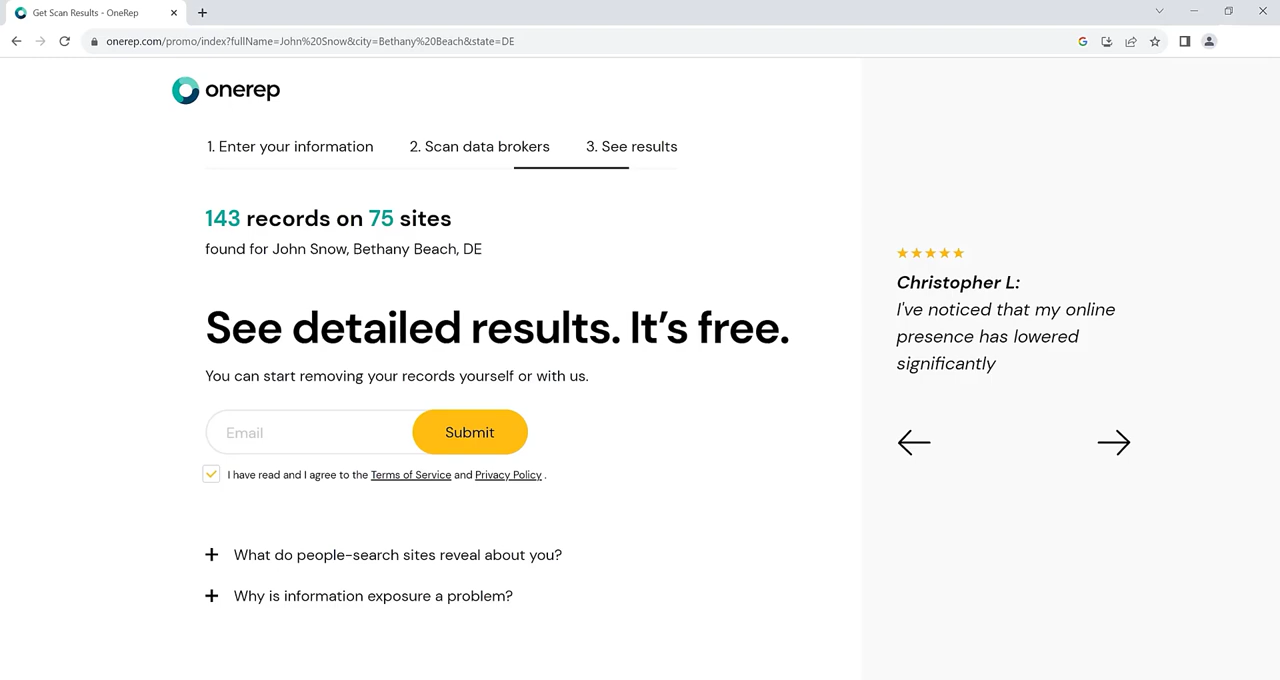 Get Scan Results - OneRep
onerep.com/promo/index?fullName=John%20Snow&city=Bethany%20Beach&state=DE
onerep
1. Enter your information 2. Scan data brokers 3. See results
143 records on 75 sites
found for John Snow, Bethany Beach, DE
See detailed results. It’s free.
You can start removing your records yourself or with us.
Email Submit
I have read and I agree to the Terms of Service and Privacy Policy .
What do people-search sites reveal about you?
Why is information exposure a problem?
Christopher L:
I've noticed that my online
presence has lowered
significantly